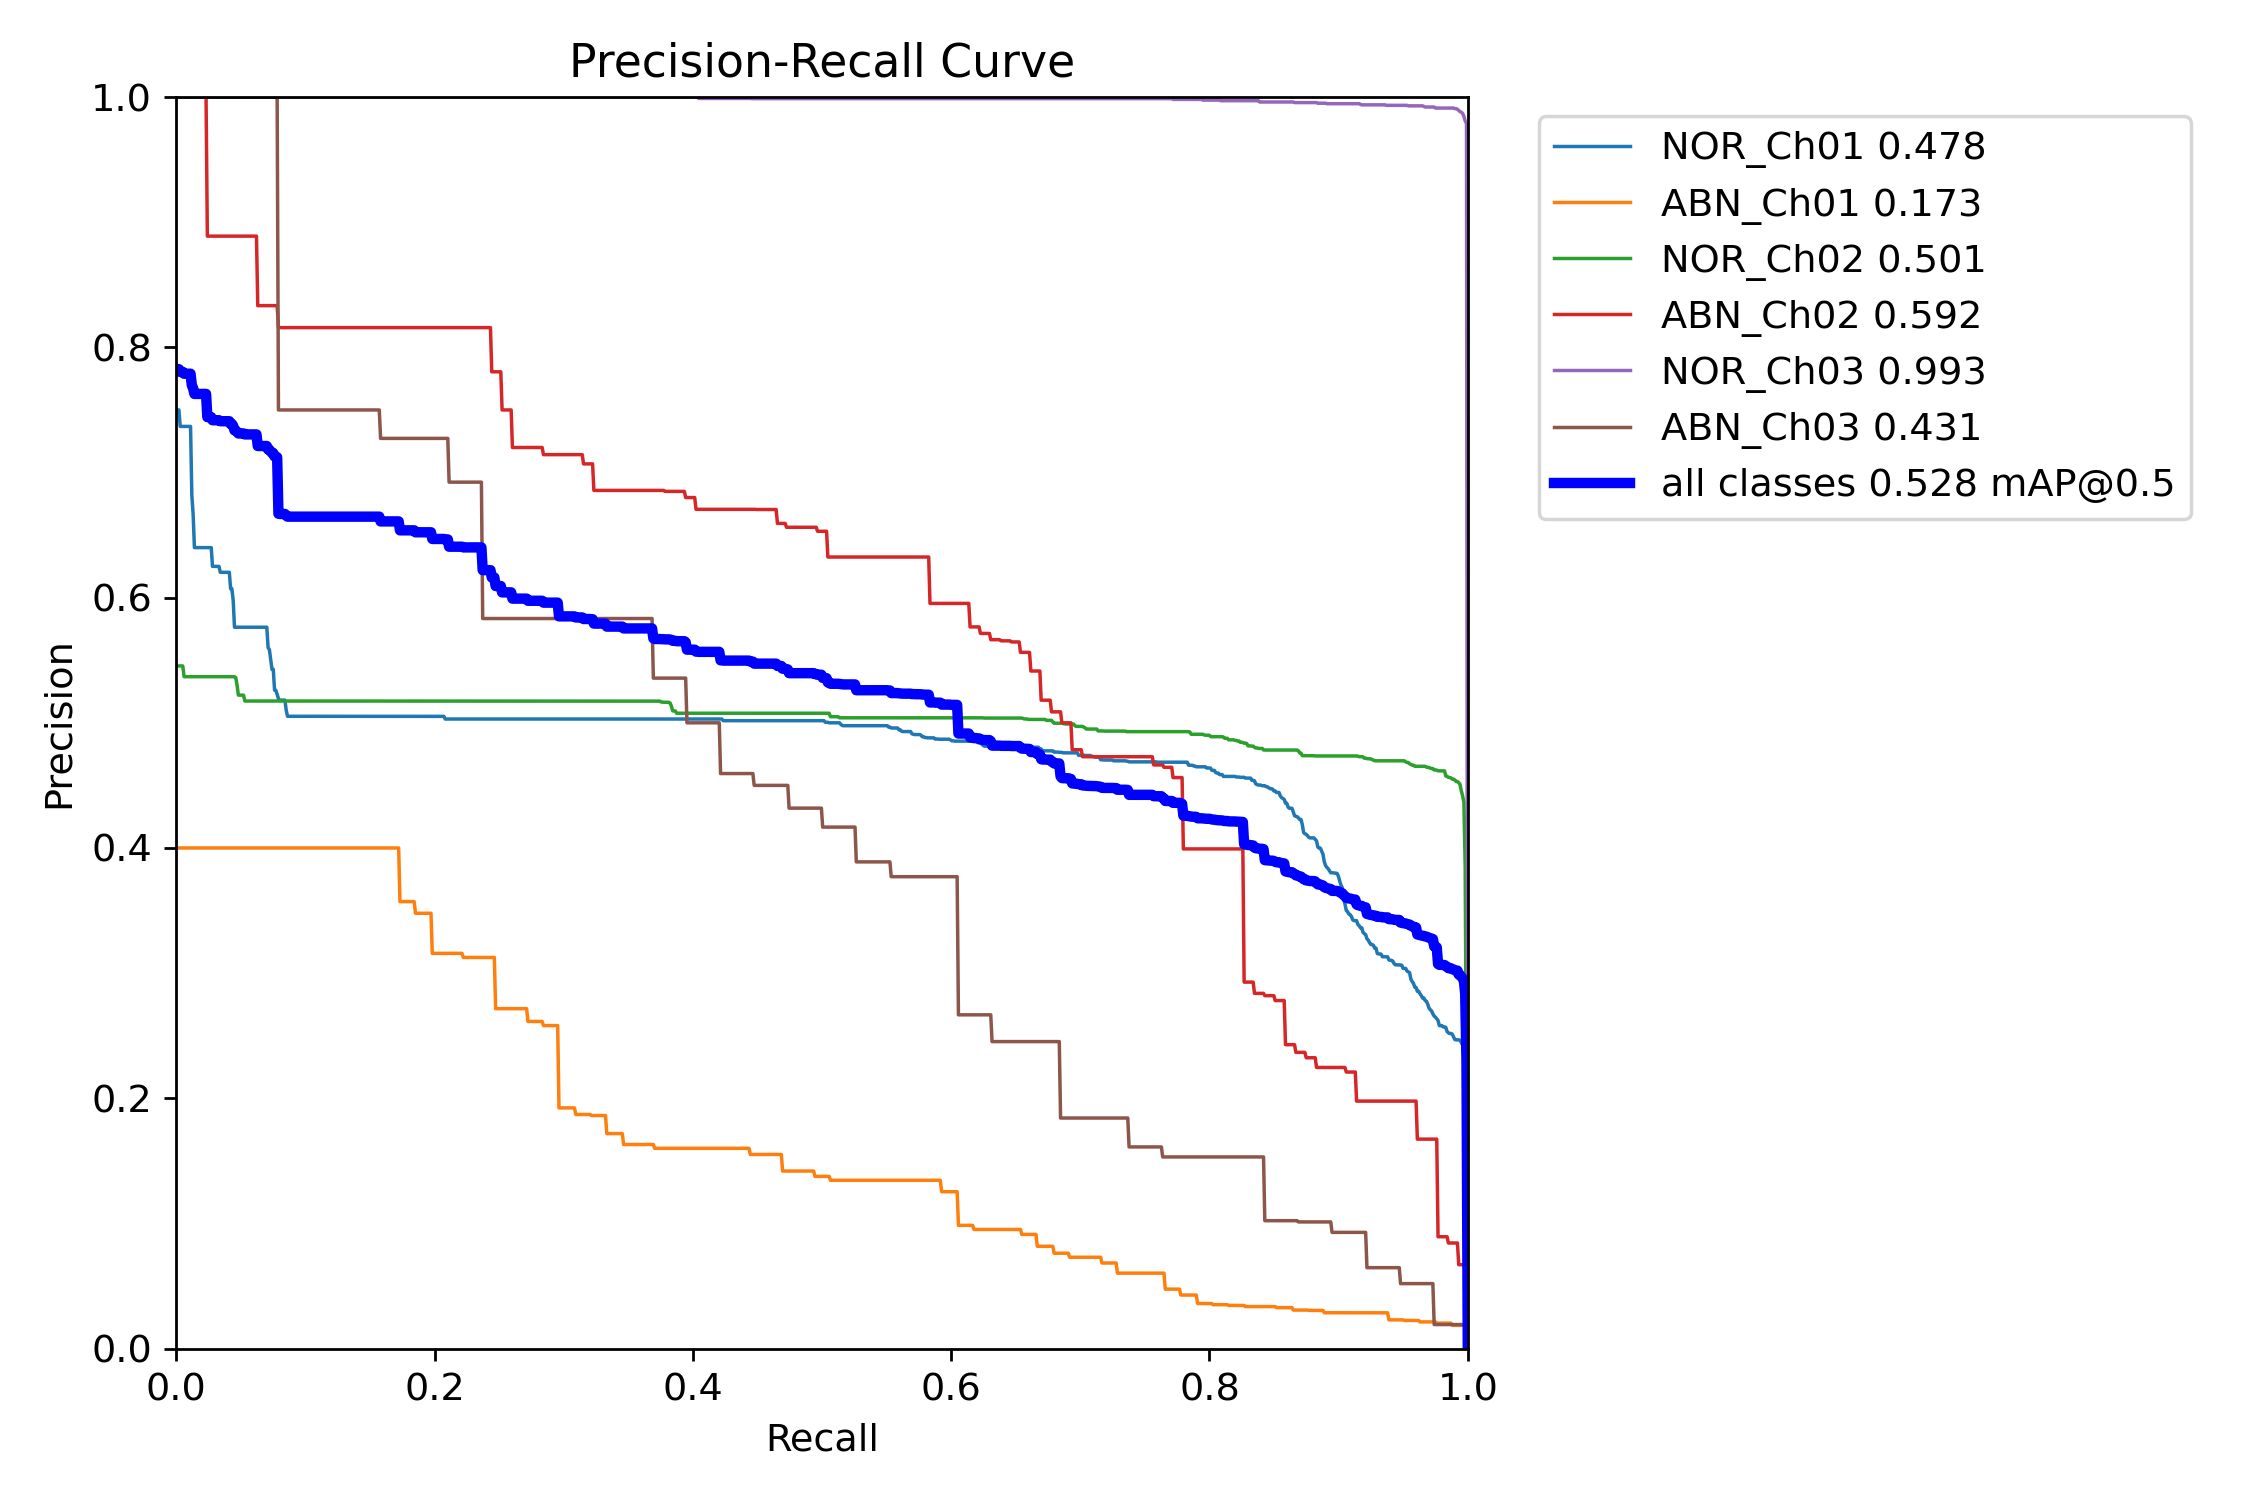 Precision-Recall Curve
1.0
0.8
0.6
0.4
0.2
0.0
Precision
0.0 0.2 0.4 0.6 0.8 1.0
Recall
NOR_Ch01 0.478
ABN_Ch01 0.173
NOR_Ch02 0.501
ABN_Ch02 0.592
NOR_Ch03 0.993
ABN_Ch03 0.431
all classes 0.528 mAP@0.5